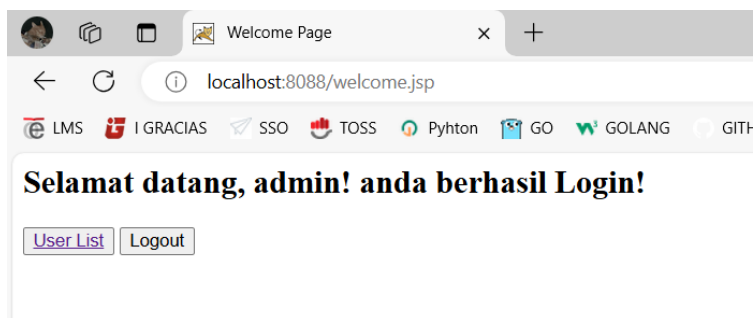 Welcome Page
localhost:8088/welcome.jsp
LMS I GRACIAS SSO TOSS Pyhton GO GOLANG GITH
Selamat datang, admin! anda berhasil Login!
User List Logout